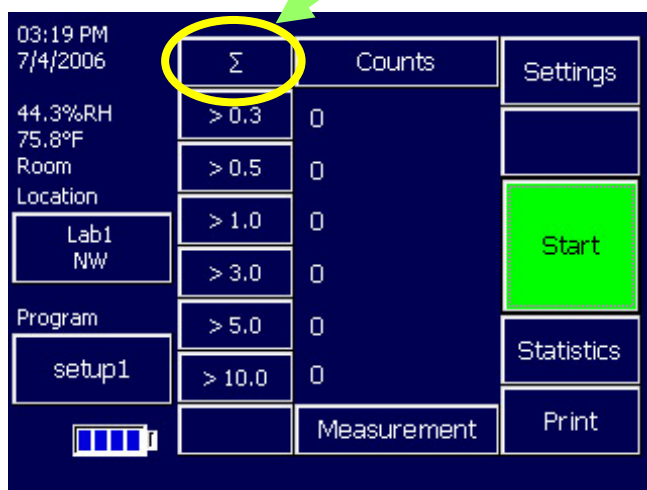 03:19 PM
7/4/2006
44.3%RH
75.8°F
Room
Location
Lab1
NW
Program
setup1
Σ
Counts
> 0.3
0
> 0.5
0
> 1.0
0
> 3.0
0
> 5.0
0
> 10.0
0
Measurement
Settings
Start
Statistics
Print